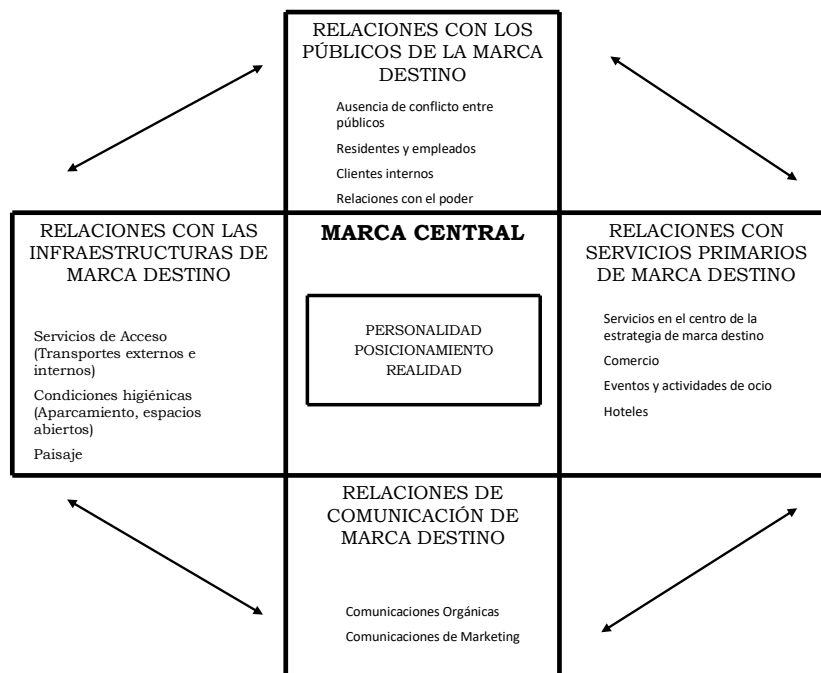 RELACIONES CON LOS
PÚBLICOS DE LA MARCA
DESTINO
Ausencia de conflicto entre
públicos
Residentes y empleados
Clientes internos
Relaciones con el poder
RELACIONES CON LAS
INFRAESTRUCTURAS DE
MARCA DESTINO
Servicios de Acceso
(Transportes externos e
internos)
Condiciones higiénicas
(Aparcamiento, espacios
abiertos)
Paisaje
MARCA CENTRAL
PERSONALIDAD
POSICIONAMIENTO
REALIDAD
RELACIONES CON
SERVICIOS PRIMARIOS
DE MARCA DESTINO
Servicios en el centro de la
estrategia de marca destino
Comercio
Eventos y actividades de ocio
Hoteles
RELACIONES DE
COMUNICACIÓN DE
MARCA DESTINO
Comunicaciones Orgánicas
Comunicaciones de Marketing